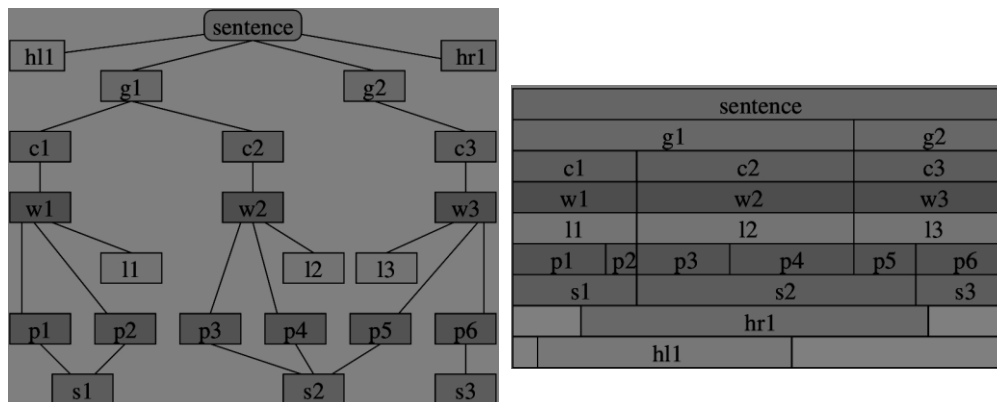 sentence
hl1 hr1
g1 g2
c1 c2 c3
w1 w2 w3
l1 l2 l3
p1 p2 p3 p4 p5 p6
s1 s2 s3
sentence
g1 g2
c1 c2 c3
w1 w2 w3
l1 l2 l3
p1 p2 p3 p4 p5 p6
s1 s2 s3
hr1
hl1